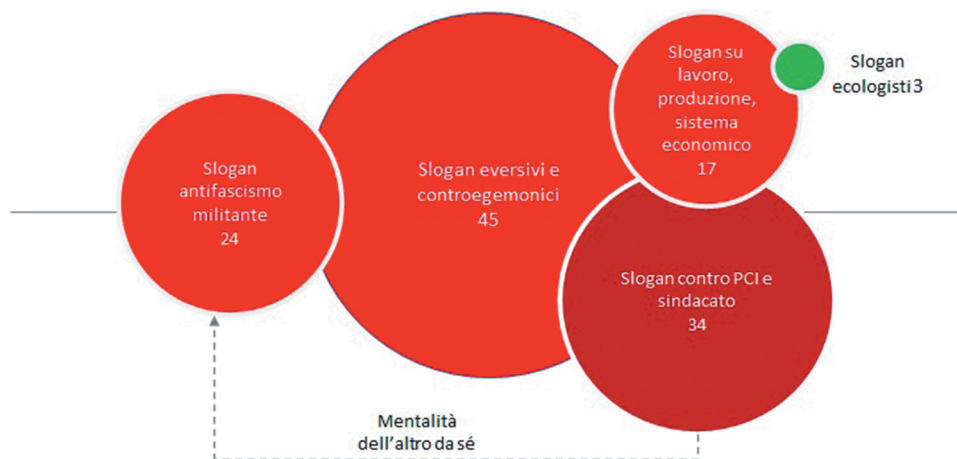 Slogan
antifascismo
militante
24
Slogan eversivi e
controegemonici
45
Slogan su
lavoro,
produzione,
sistema
economico
17
Slogan
ecologisti 3
Slogan contro PCI e
sindacato
34
Mentalità
dell'altro da sé